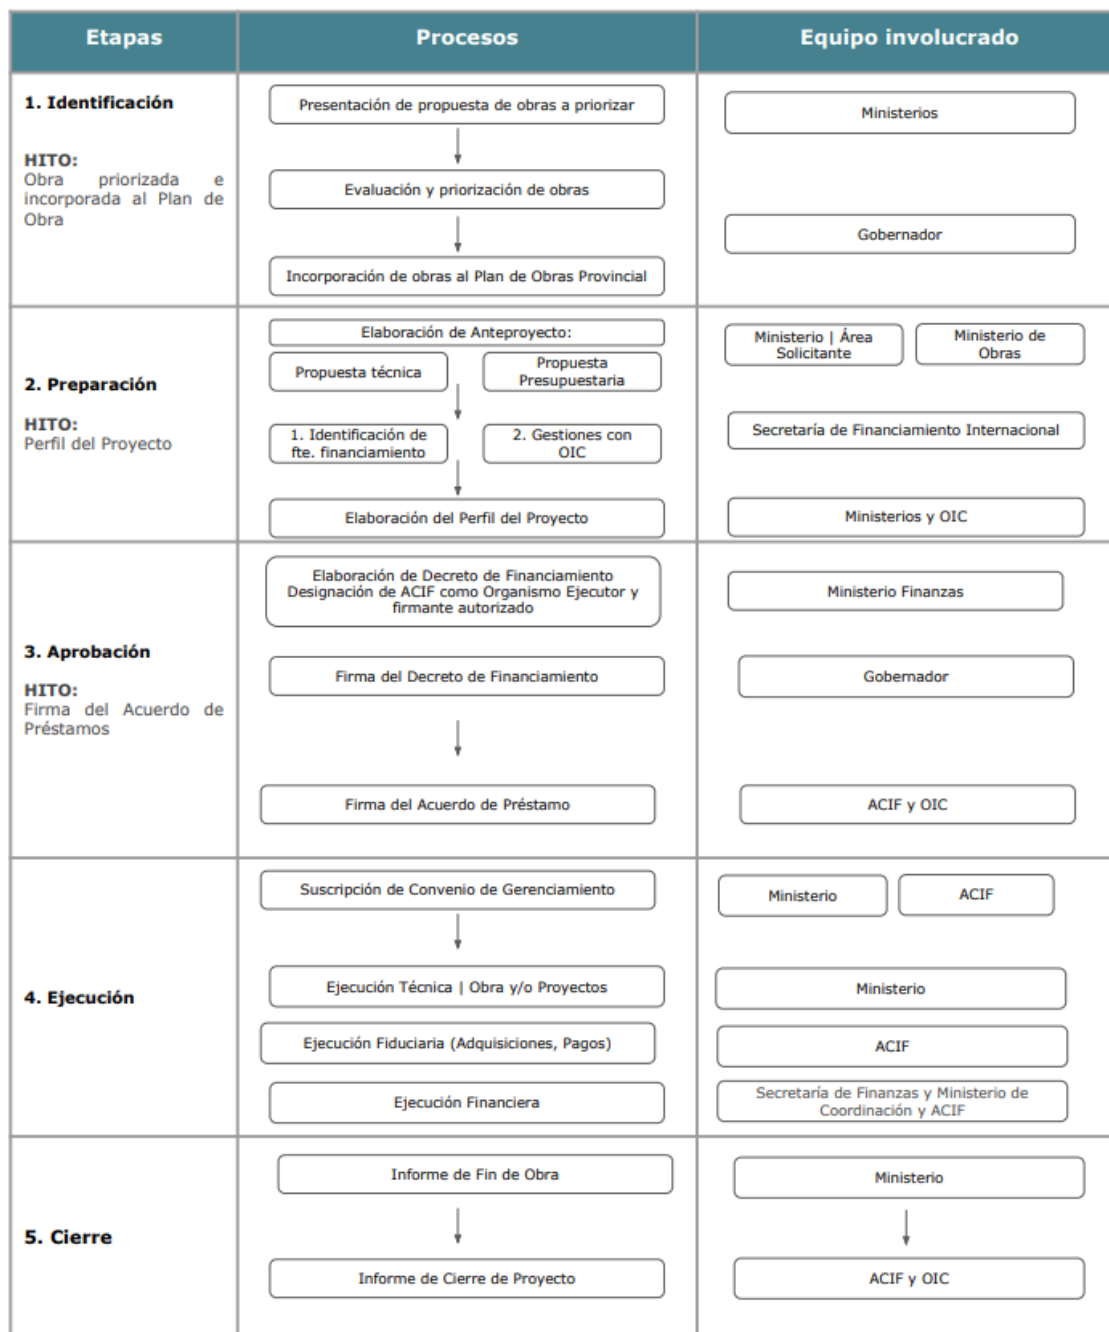 Etapas
Procesos
Equipo involucrado
1. Identificación
HITO:
Obra priorizada e
incorporada al Plan de
Obra
Presentación de propuesta de obras a priorizar
Evaluación y priorización de obras
Incorporación de obras al Plan de Obras Provincial
Ministerios
Gobernador
2. Preparación
HITO:
Perfil del Proyecto
Elaboración de Anteproyecto:
Propuesta técnica
Propuesta
Presupuestaria
1. Identificación de
fte. financiamiento
2. Gestiones con
OIC
Elaboración del Perfil del Proyecto
Ministerio | Área
Solicitante
Ministerio de
Obras
Secretaría de Financiamiento Internacional
Ministerios y OIC
3. Aprobación
HITO:
Firma del Acuerdo de
Préstamos
Elaboración de Decreto de Financiamiento
Designación de ACIF como Organismo Ejecutor y
firmante autorizado
Firma del Decreto de Financiamiento
Firma del Acuerdo de Préstamo
Ministerio Finanzas
Gobernador
ACIF y OIC
4. Ejecución
Suscripción de Convenio de Gerenciamiento
Ejecución Técnica | Obra y/o Proyectos
Ejecución Fiduciaria (Adquisiciones, Pagos)
Ejecución Financiera
Ministerio
ACIF
Ministerio
ACIF
Secretaría de Finanzas y Ministerio de
Coordinación y ACIF
5. Cierre
Informe de Fin de Obra
Informe de Cierre de Proyecto
Ministerio
ACIF y OIC